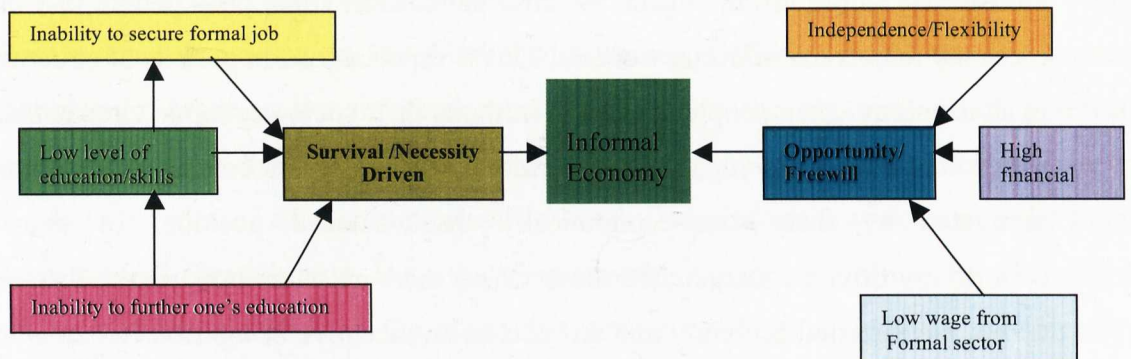 Inability to secure formal job
Independence/Flexibility
Low level of
education/skills
Survival /Necessity
Driven
Informal
Economy
Opportunity/
Freewill
High
financial
Inability to further one's education
Low wage from
Formal sector